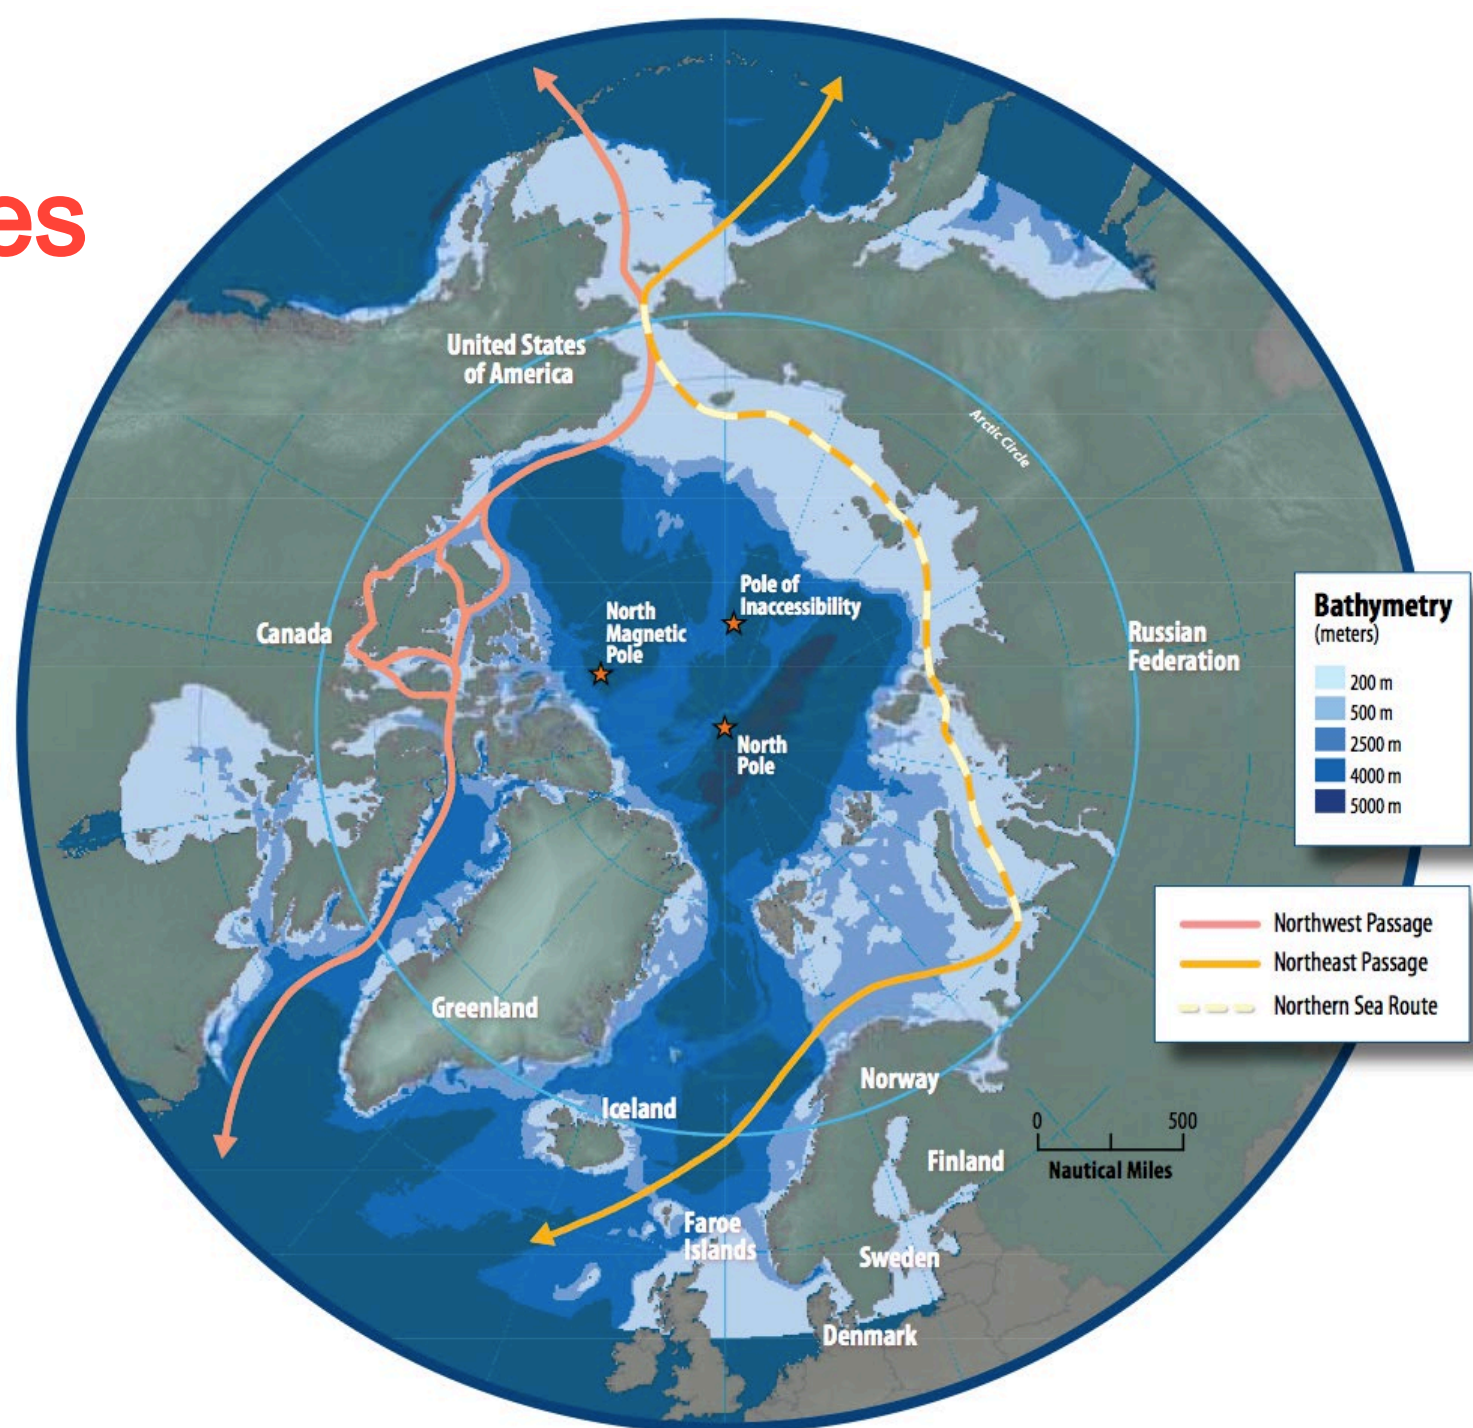 es
United States
of America
Arctic Circle
Pole of
Inaccessibility
North
Magnetic
Pole
Canada
Russian
Federation
North
Pole
Bathymetry
(meters)
200 m
500 m
2500 m
4000 m
5000 m
Northwest Passage
Northeast Passage
Northern Sea Route
Greenland
Norway
Iceland
0 500
Nautical Miles
Finland
Faroe
Islands
Sweden
Denmark